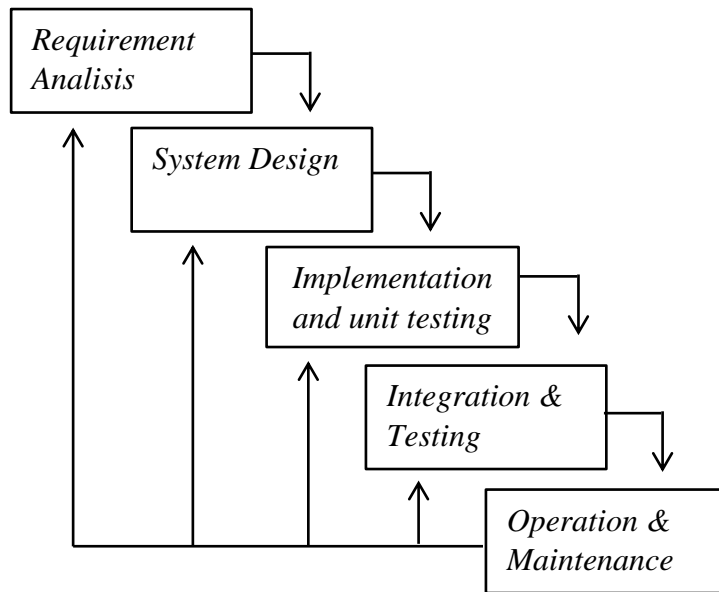 Requirement
Analisis
System Design
Implementation
and unit testing
Integration &
Testing
Operation &
Maintenance